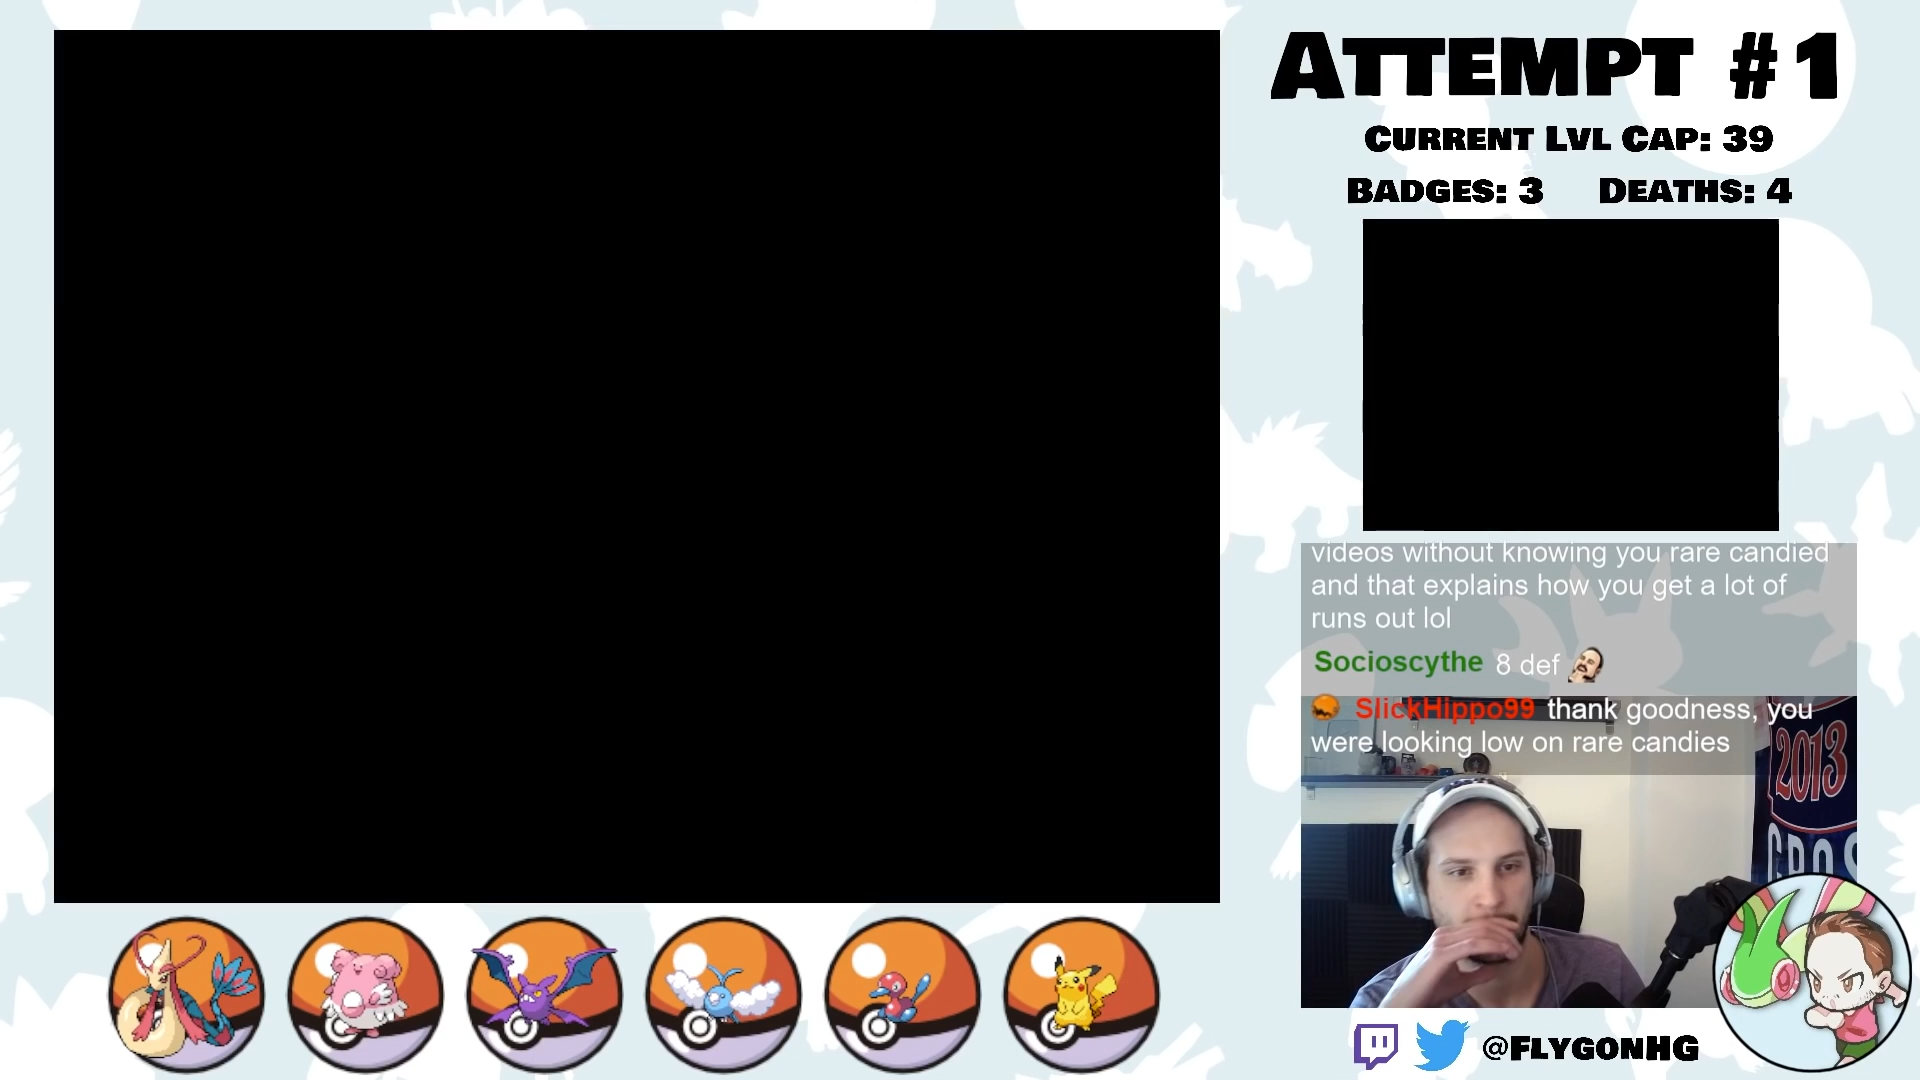 ATTEMPT #1
CURRENT LVL CAP: 39
BADGES: 3 DEATHS: 4
videos without knowing you rare candied
and that explains how you get a lot of
runs out lol
Socioscythe 8 def
SlickHippo99 thank goodness, you
were looking low on rare candies
2013
@FLYGONHG